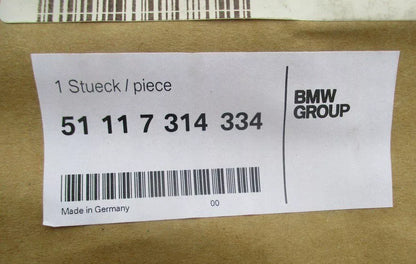 1 Stueck / piece
51 11 7 314 334
BMW
GROUP
Made in Germany
00